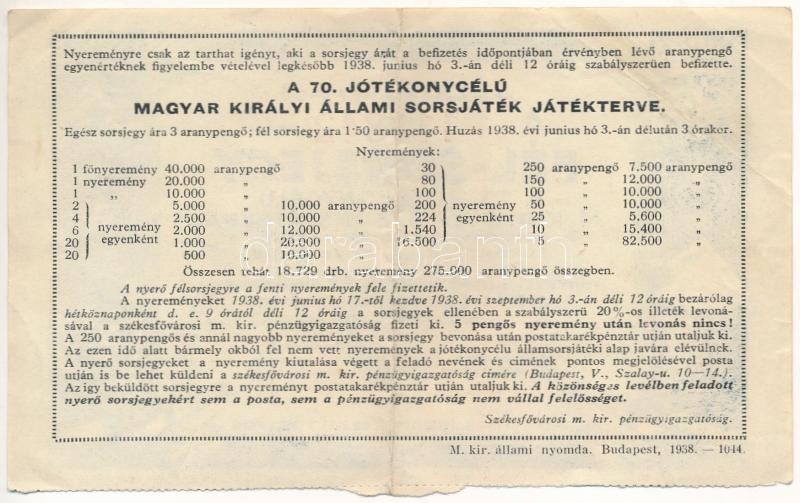 Nyereményre csak az tarthat igényt, aki a sorsjegy árát a befizetés időpontjában érvényben lévő aranypengő
egyenértéknek figyelembe vételével legkésőbb 1938. junius hó 3.-án déli 12 óráig szabályszerüen befizette.
A 70. JÓTÉKONYCÉLÚ
MAGYAR KIRÁLYI ÁLLAMI SORSJÁTÉK JÁTÉKTERVE.
Egész sorsjegy ára 3 aranypengő; fél sorsjegy ára 1·50 aranypengő. Huzás 1938. évi junius hó 3.-án délután 3 órakor.
Nyeremények:
1 főnyeremény 40.000 aranypengő 30 250 aranypengő 7.500 aranypengő
1 nyeremény 20.000 „ 80 150 „ 12.000 „
1 „ 10.000 „ 100 100 „ 10.000 „
2 5.000 „ 10.000 aranypengő 200 nyeremény 50 „ 10.000 „
4 nyeremény 2.500 „ 10.000 „ 224 egyenként 25 „ 5.600 „
6 egyenként 2.000 „ 12.000 „ 1.540 10 „ 15.400 „
20 1.000 „ 20.000 „ 16.500 5 „ 82.500 „
20 500 „ 10.000 „
Összesen tehát 18.729 drb. nyeremény 275.000 aranypengő összegben.
A nyerő félsorsjegyre a fenti nyeremények fele fizettetik.
A nyereményeket 1938. évi junius hó 17.-től kezdve 1938. évi szeptember hó 3.-án déli 12 óráig bezárólag
hétköznaponként d. e. 9 órától déli 12 óráig a sorsjegyek ellenében a szabályszerü 20%-os illeték levoná-
sával a székesfővárosi m. kir. pénzügyigazgatóság fizeti ki. 5 pengős nyeremény után levonás nincs!
A 250 aranypengős és annál nagyobb nyereményeket a sorsjegy bevonása után postatakarékpénztár utján utaljuk ki.
Az ezen idő alatt bármely okból fel nem vett nyeremények a jótékonycélu államsorsjáték alap javára elévülnek.
A nyerő sorsjegyeket a nyeremény kiutalása végett a feladó nevének és cimének pontos megjelölésével posta
utján is be lehet küldeni a székesfővárosi m. kir. pénzügyigazgatóság cimére (Budapest, V., Szalay-u. 10—14.).
Az igy beküldött sorsjegyre a nyereményt postatakarékpénztár utján utaljuk ki. A közönséges levélben feladott
nyerő sorsjegyekért sem a posta, sem a pénzügyigazgatóság nem vállal felelősséget.
Székesfővárosi m. kir. pénzügyigazgatóság.
M. kir. állami nyomda. Budapest, 1938. — 1044.
darabanth